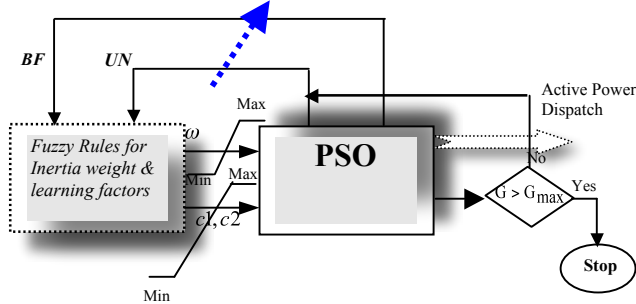 BF
UN
Active Power
Dispatch
Max
ω
Fuzzy Rules for
Inertia weight &
learning factors
PSO
No
Min
Max
G > Gmax
Yes
c1,c2
Stop
Min